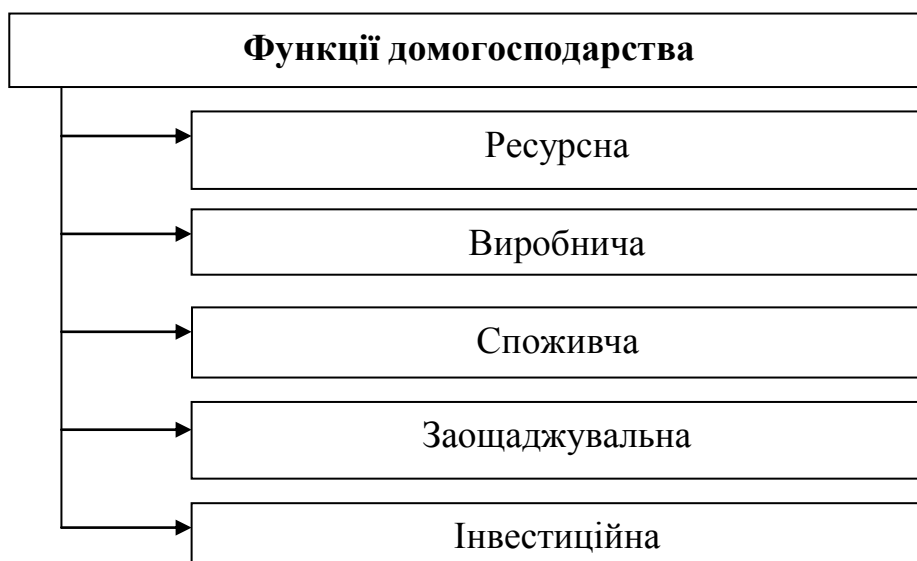 Функції домогосподарства
Ресурсна
Виробнича
Споживча
Заощаджувальна
Інвестиційна